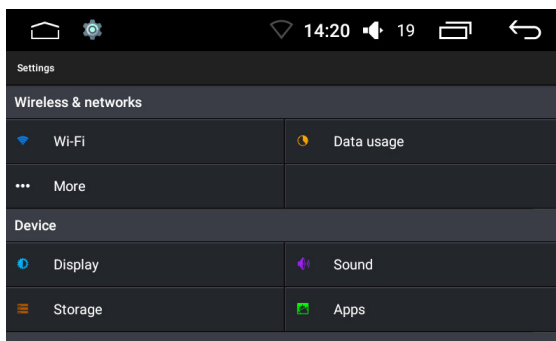 14:20 19
Settings
Wireless & networks
Wi-Fi Data usage
More
Device
Display Sound
Storage Apps